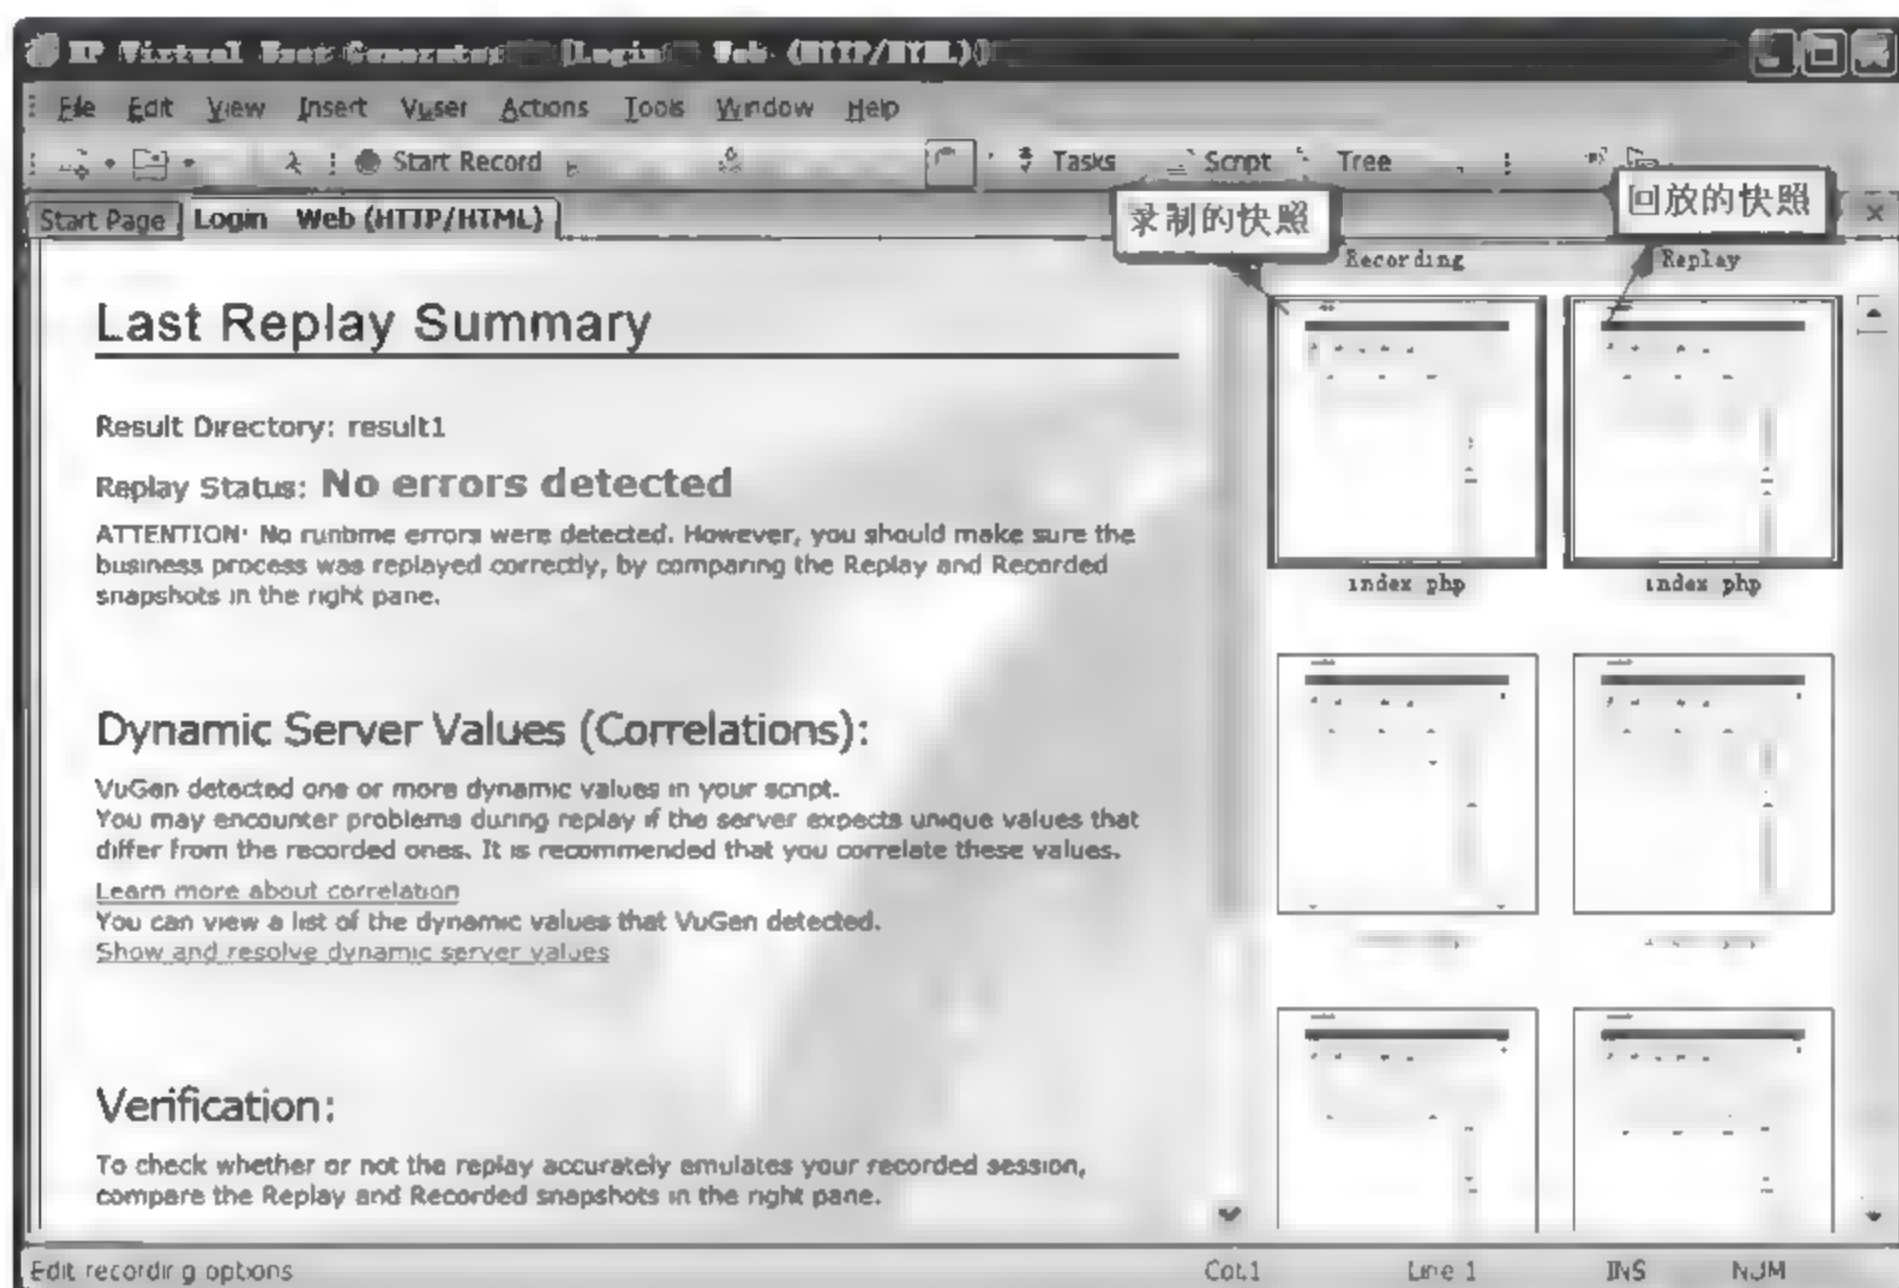 HP Virtual User Generator - [Login - Web (HTTP/HTML)]
File Edit View Insert Vuser Actions Tools Window Help
Start Record Tasks Script Tree
Start Page Login Web (HTTP/HTML)
录制的快照
回放的快照
Recording Replay
Last Replay Summary
Result Directory: result1
Replay Status: No errors detected
ATTENTION: No runtime errors were detected. However, you should make sure the
business process was replayed correctly, by comparing the Replay and Recorded
snapshots in the right pane.
index php index php
Dynamic Server Values (Correlations):
VuGen detected one or more dynamic values in your script.
You may encounter problems during replay if the server expects unique values that
differ from the recorded ones. It is recommended that you correlate these values.
Learn more about correlation
You can view a list of the dynamic values that VuGen detected.
Show and resolve dynamic server values
Verification:
To check whether or not the replay accurately emulates your recorded session,
compare the Replay and Recorded snapshots in the right pane.
Edit recording options Col.1 Line 1 INS NUM